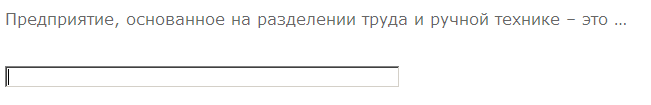 Предприятие, основанное на разделении труда и ручной технике – это …